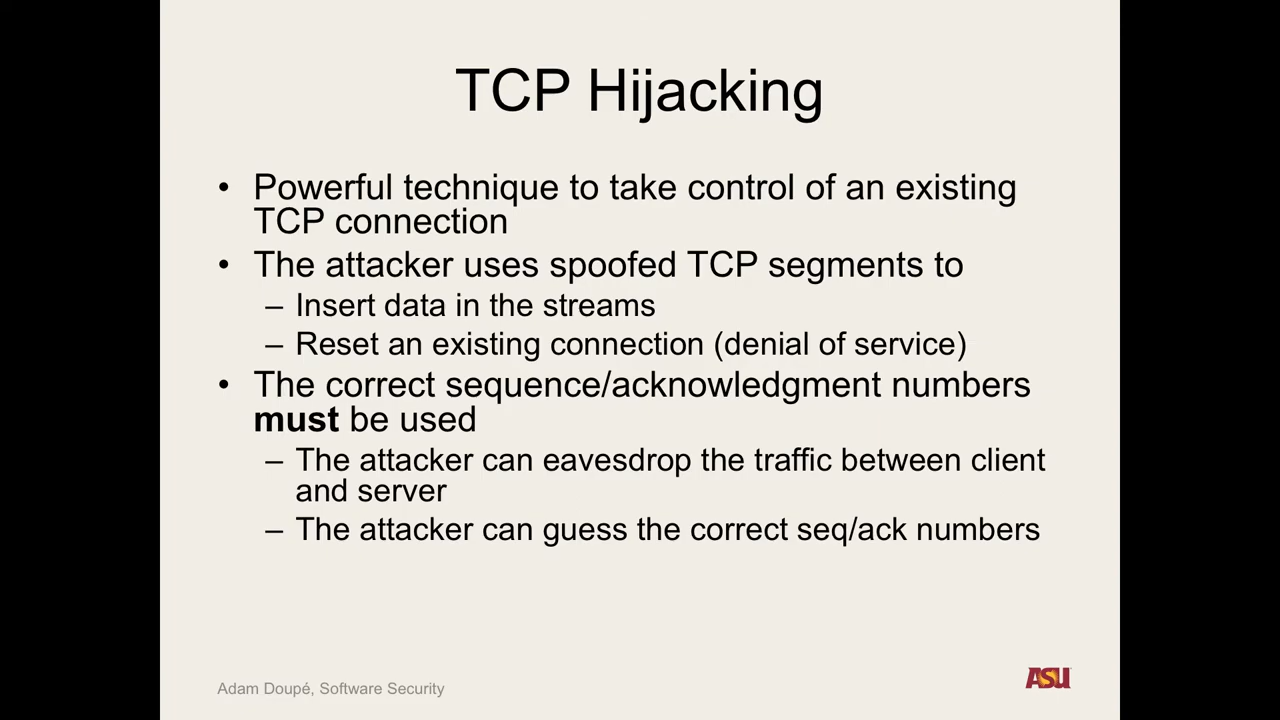 TCP Hijacking
• Powerful technique to take control of an existing
TCP connection
• The attacker uses spoofed TCP segments to
– Insert data in the streams
– Reset an existing connection (denial of service)
• The correct sequence/acknowledgment numbers
must be used
– The attacker can eavesdrop the traffic between client
and server
– The attacker can guess the correct seq/ack numbers
Adam Doupé, Software Security
ASU